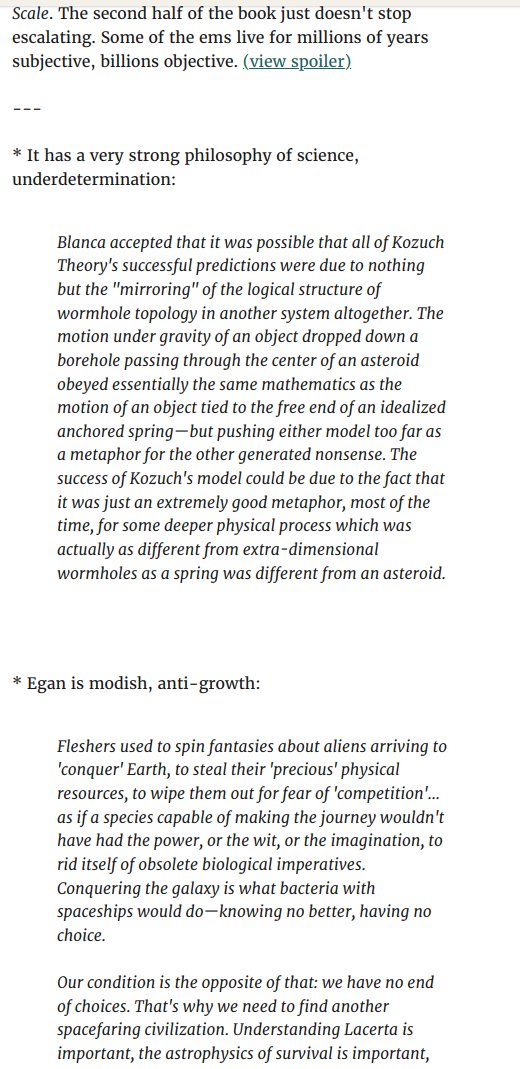 Scale. The second half of the book just doesn't stop
escalating. Some of the ems live for millions of years
subjective, billions objective. (view spoiler)
---
* It has a very strong philosophy of science,
underdetermination:
Blanca accepted that it was possible that all of Kozuch
Theory's successful predictions were due to nothing
but the "mirroring" of the logical structure of
wormhole topology in another system altogether. The
motion under gravity of an object dropped down a
borehole passing through the center of an asteroid
obeyed essentially the same mathematics as the
motion of an object tied to the free end of an idealized
anchored spring—but pushing either model too far as
a metaphor for the other generated nonsense. The
success of Kozuch's model could be due to the fact that
it was just an extremely good metaphor, most of the
time, for some deeper physical process which was
actually as different from extra-dimensional
wormholes as a spring was different from an asteroid.
* Egan is modish, anti-growth:
Fleshers used to spin fantasies about aliens arriving to
'conquer' Earth, to steal their 'precious' physical
resources, to wipe them out for fear of 'competition'...
as if a species capable of making the journey wouldn't
have had the power, or the wit, or the imagination, to
rid itself of obsolete biological imperatives.
Conquering the galaxy is what bacteria with
spaceships would do—knowing no better, having no
choice.
Our condition is the opposite of that: we have no end
of choices. That's why we need to find another
spacefaring civilization. Understanding Lacerta is
important, the astrophysics of survival is important,